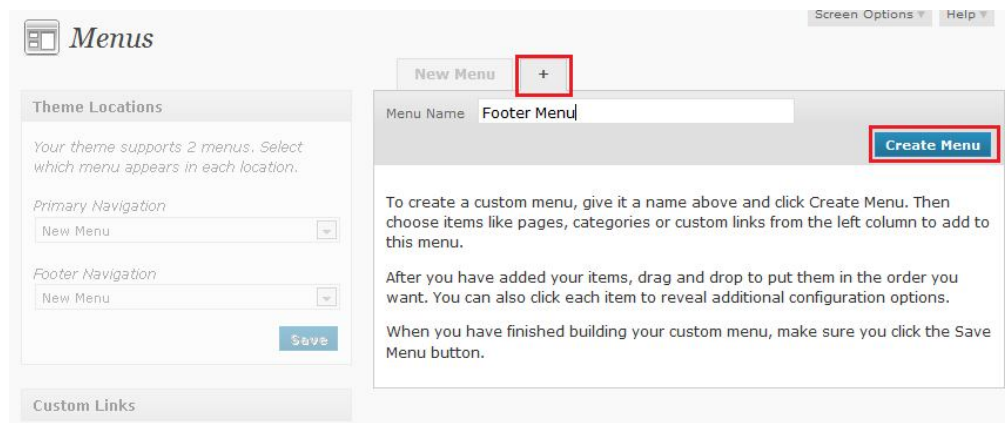 Screen Options Help
Menus
New Menu +
Theme Locations
Your theme supports 2 menus. Select
which menu appears in each location.
Primary Navigation
New Menu
Footer Navigation
New Menu
Save
Custom Links
Menu Name Footer Menu
Create Menu
To create a custom menu, give it a name above and click Create Menu. Then
choose items like pages, categories or custom links from the left column to add to
this menu.
After you have added your items, drag and drop to put them in the order you
want. You can also click each item to reveal additional configuration options.
When you have finished building your custom menu, make sure you click the Save
Menu button.